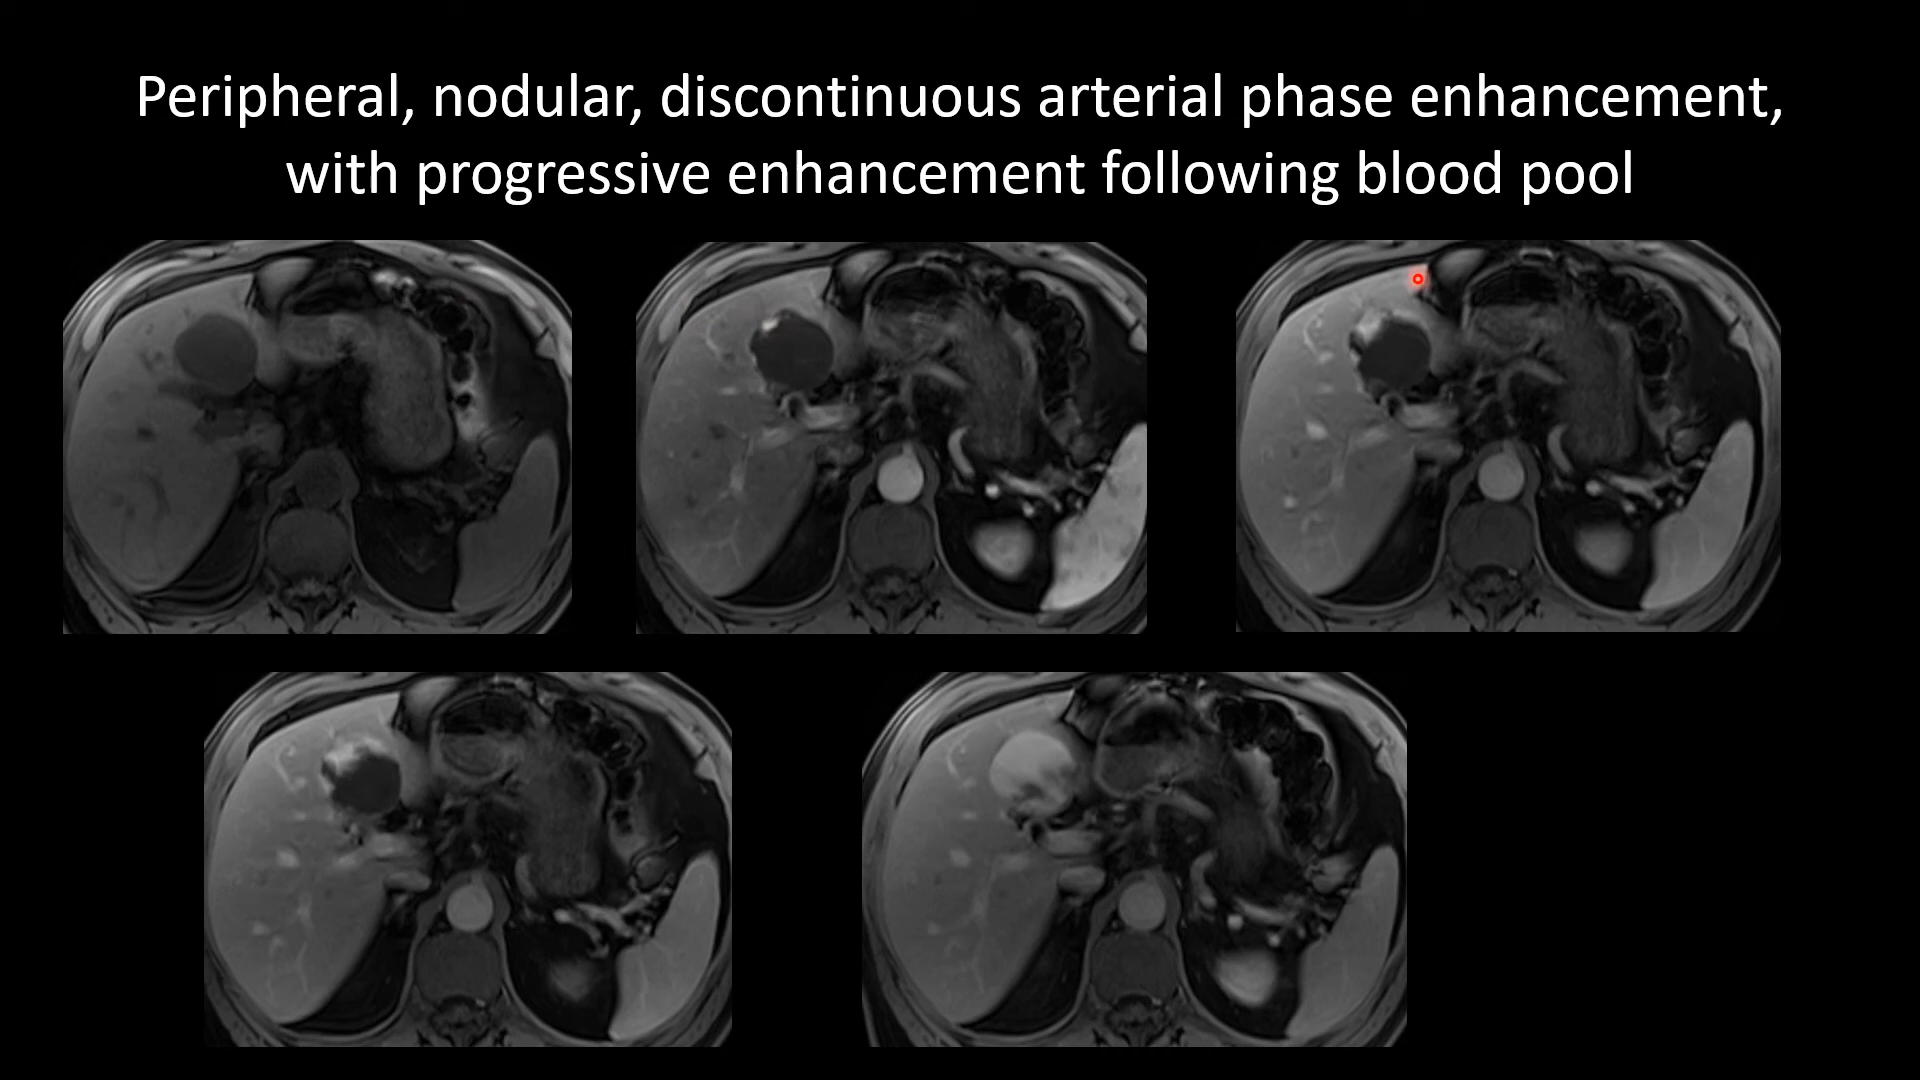 Peripheral, nodular, discontinuous arterial phase enhancement,
with progressive enhancement following blood pool